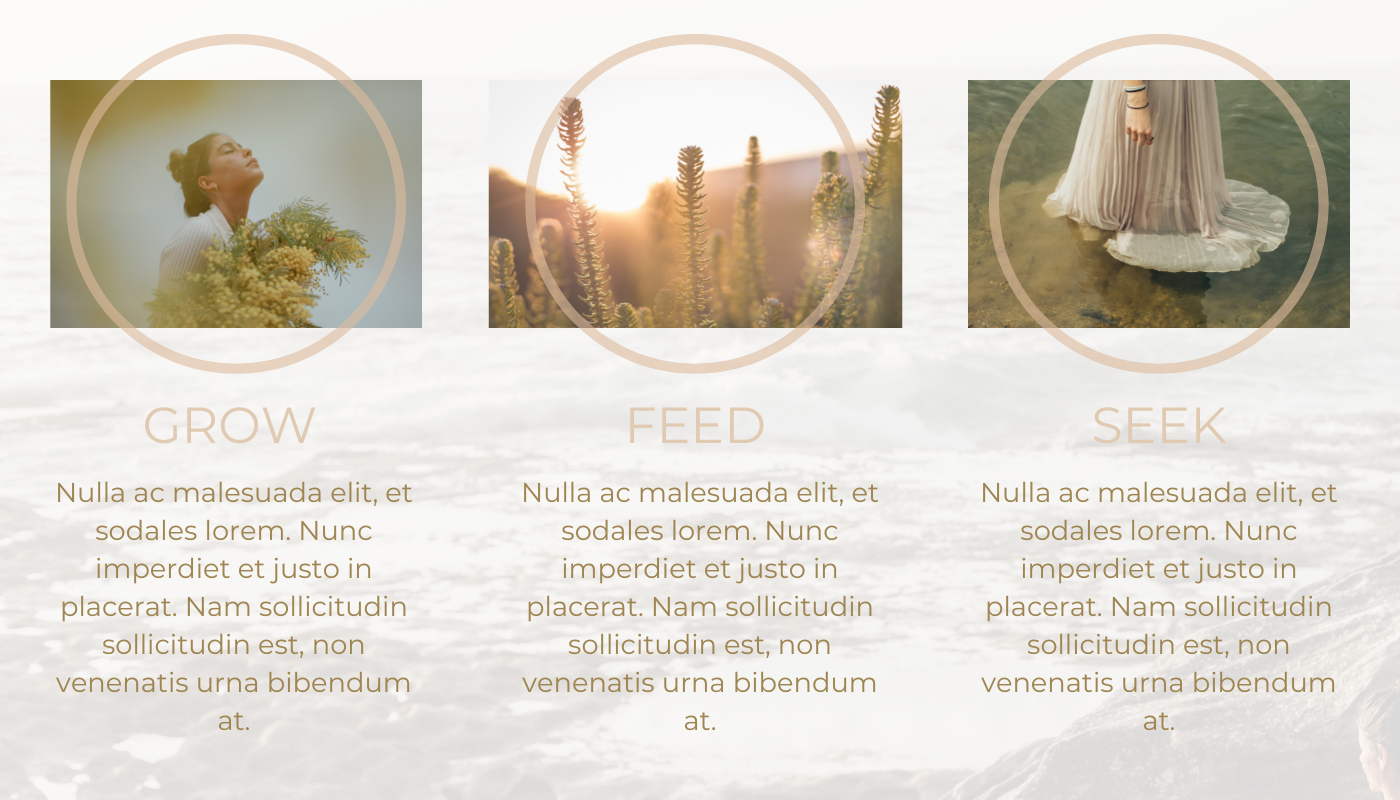 GROW
Nulla ac malesuada elit, et
sodales lorem. Nunc
imperdiet et justo in
placerat. Nam sollicitudin
sollicitudin est, non
venenatis urna bibendum
at.
FEED
Nulla ac malesuada elit, et
sodales lorem. Nunc
imperdiet et justo in
placerat. Nam sollicitudin
sollicitudin est, non
venenatis urna bibendum
at.
SEEK
Nulla ac malesuada elit, et
sodales lorem. Nunc
imperdiet et justo in
placerat. Nam sollicitudin
sollicitudin est, non
venenatis urna bibendum
at.